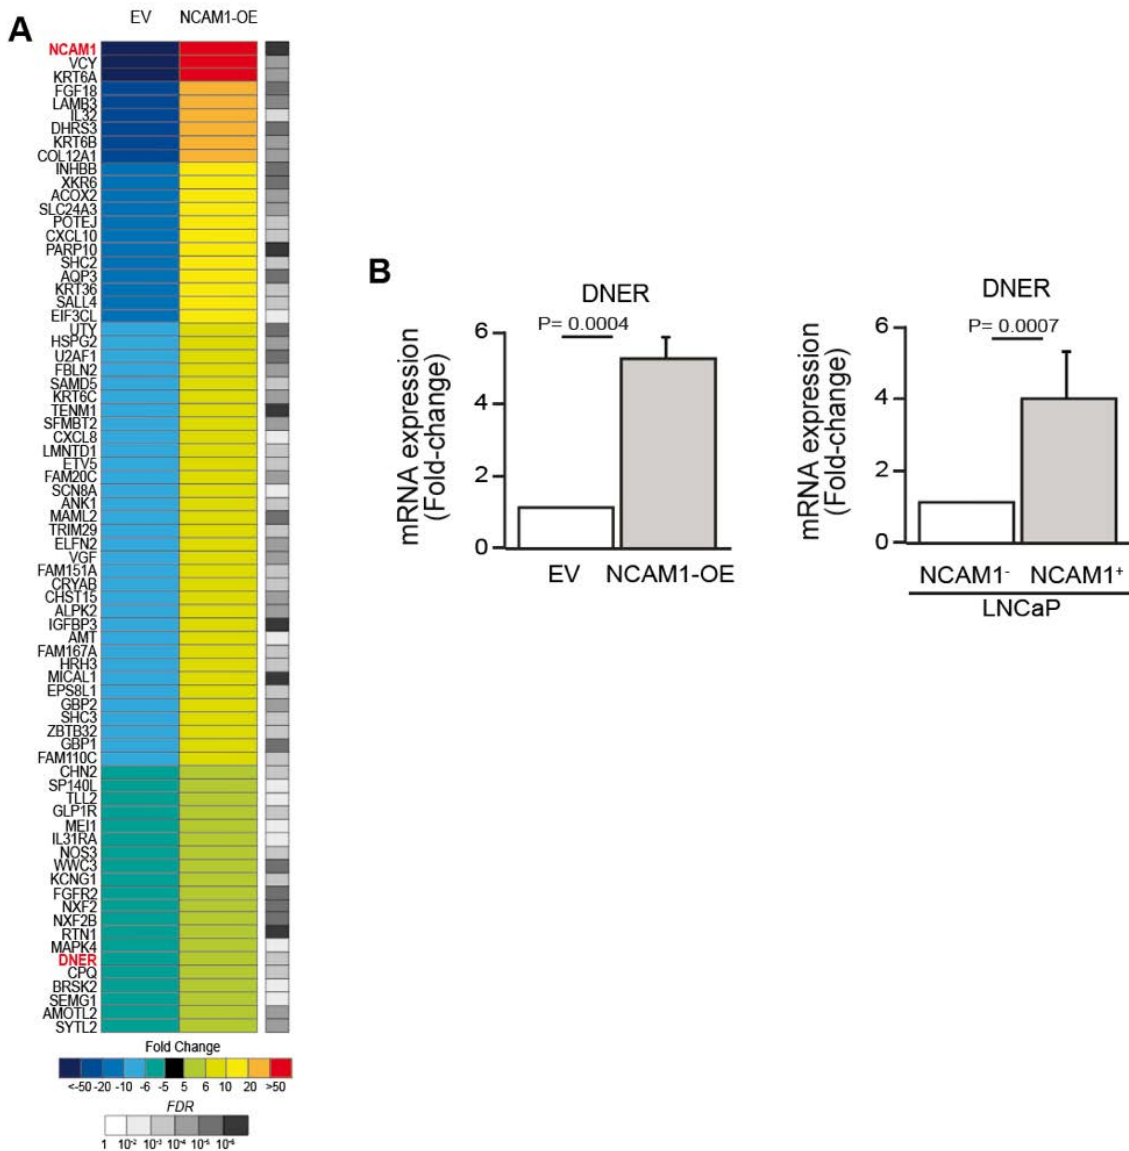 A
EV NCAM1-OE
NCAM1
VCY
KRT6A
FGF18
LAMB3
IL32
DHRS3
KRT6B
COL12A1
INHBB
XKR6
ACOX2
SLC24A3
POTEJ
CXCL10
PARP10
SHC2
AQP3
KRT36
SALL4
EIF3CL
UTY
HSPG2
U2AF1
FBLN2
SAMD5
KRT6C
TENM1
SFMBT2
CXCL8
LMNTD1
ETV5
FAM20C
SCN8A
ANK1
MAML2
TRIM29
ELFN2
VGF
FAM151A
CRYAB
CHST15
ALPK2
IGFBP3
AMT
FAM167A
HRH3
MICAL1
EPS8L1
GBP2
SHC3
ZBTB32
GBP1
FAM110C
CHN2
SP140L
TLL2
GLP1R
MEI1
IL31RA
NOS3
WWC3
KCNG1
FGFR2
NXF2
NXF2B
RTN1
MAPK4
DNER
CPQ
BRSK2
SEMG1
AMOTL2
SYTL2
Fold Change
<-50 -20 -10 -6 -5 5 6 10 20 >50
FDR
1 10⁻² 10⁻³ 10⁻⁴ 10⁻⁵ 10⁻⁶
B
DNER
P= 0.0004
mRNA expression
(Fold-change)
6
4
2
0
EV NCAM1-OE
DNER
P= 0.0007
mRNA expression
(Fold-change)
6
4
2
0
NCAM1⁻ NCAM1⁺
LNCaP